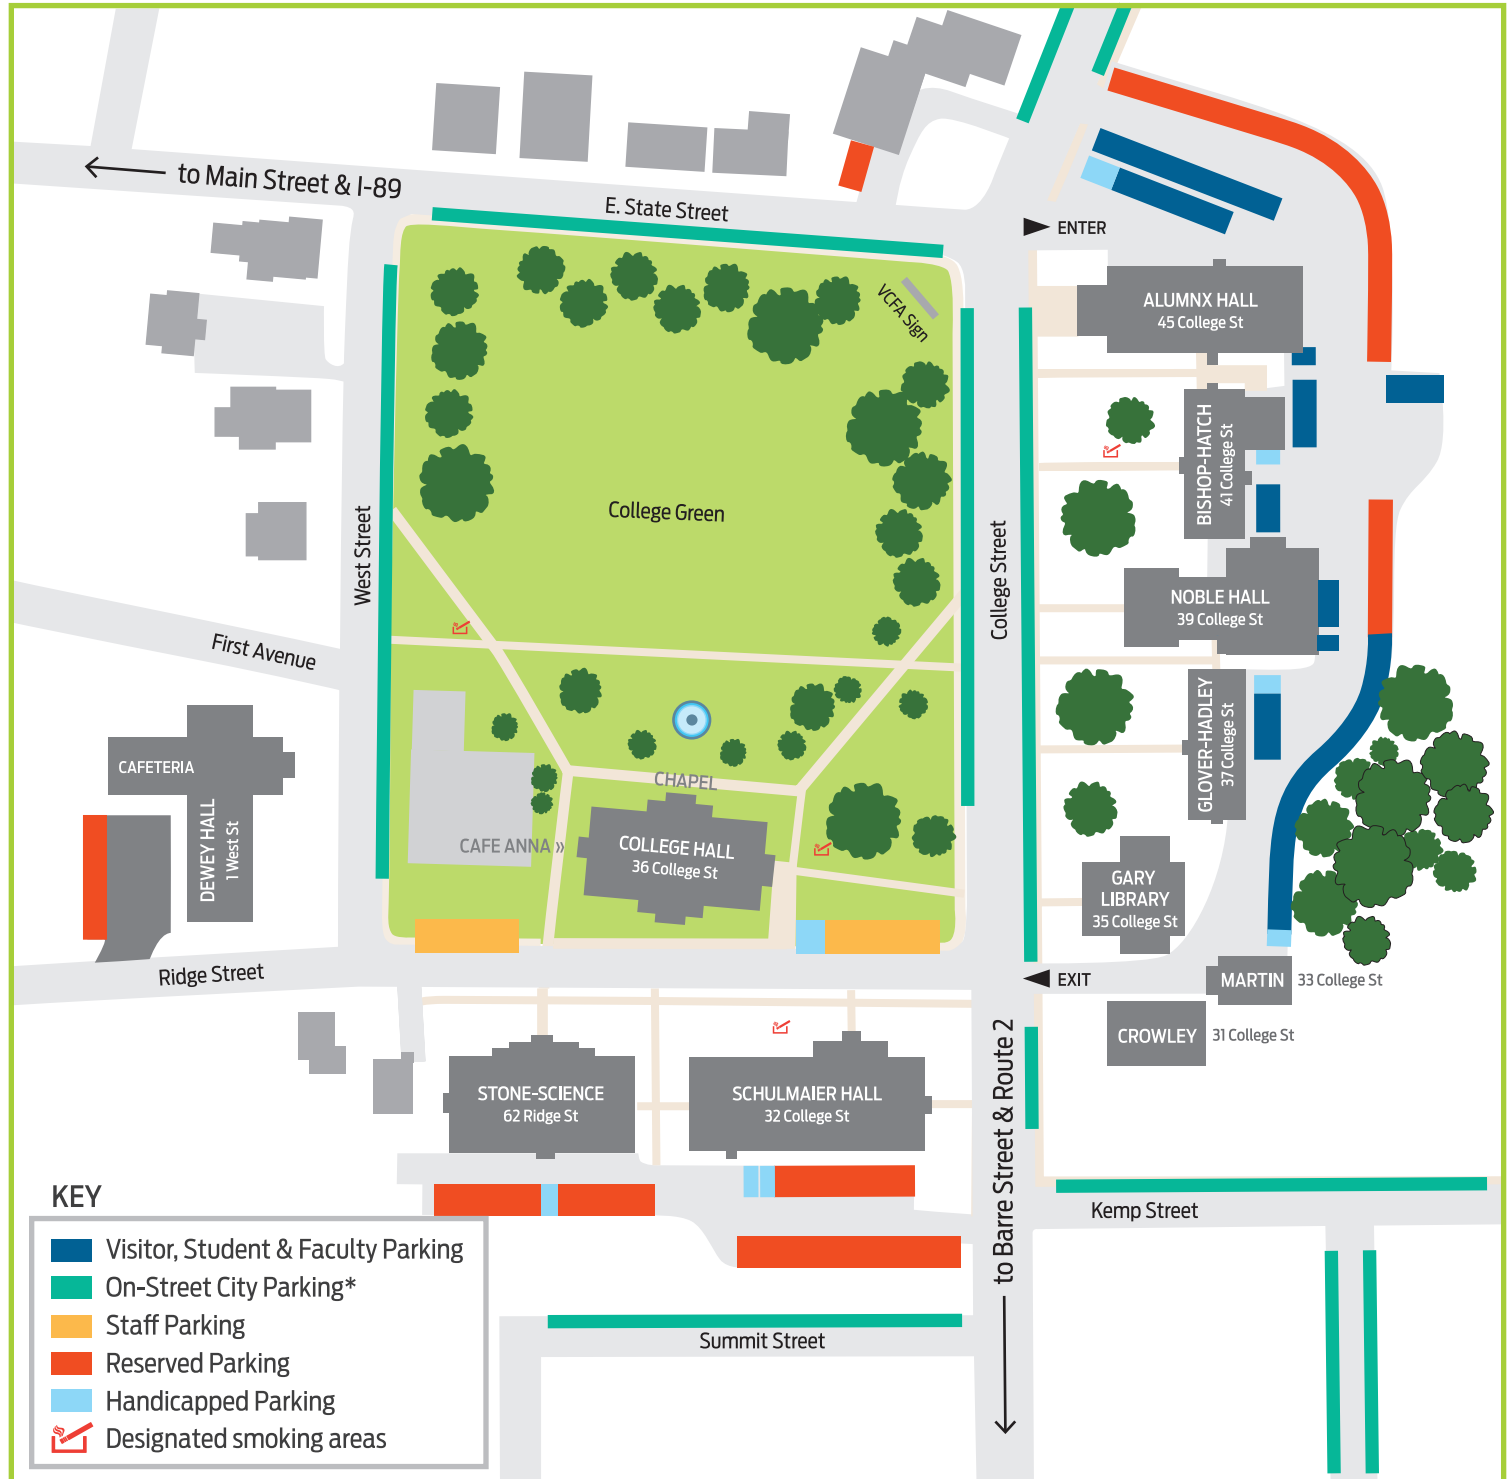 to Main Street & I-89
E. State Street
ENTER
VCFA Sign
ALUMNX HALL
45 College St
BISHOP-HATCH
41 College St
College Green
West Street
College Street
NOBLE HALL
39 College St
First Avenue
GLOVER-HADLEY
37 College St
CAFETERIA
DEWEY HALL
1 West St
CHAPEL
CAFE ANNA »
COLLEGE HALL
36 College St
GARY
LIBRARY
35 College St
Ridge Street
EXIT
MARTIN
33 College St
CROWLEY
31 College St
to Barre Street & Route 2
STONE-SCIENCE
62 Ridge St
SCHULMAIER HALL
32 College St
Kemp Street
Summit Street
KEY
Visitor, Student & Faculty Parking
On-Street City Parking*
Staff Parking
Reserved Parking
Handicapped Parking
Designated smoking areas